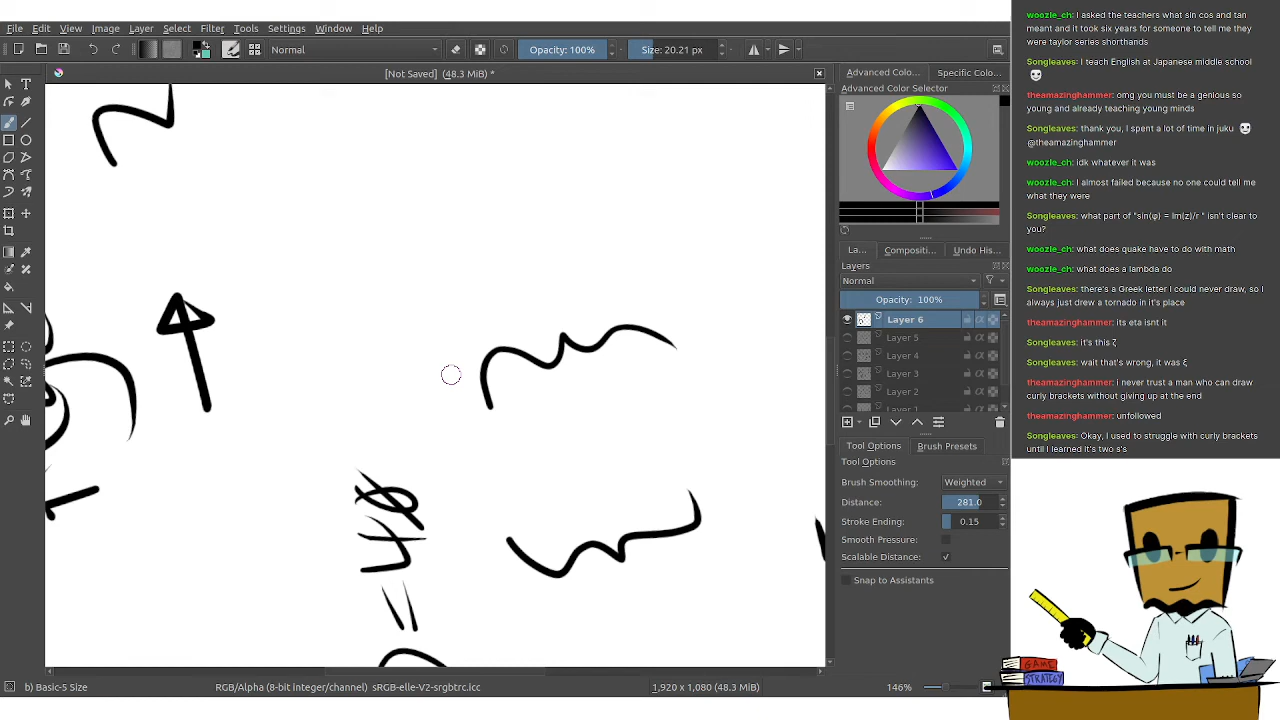 File Edit View Image Layer Select Filter Tools Settings Window Help
Normal Opacity: 100% Size: 20.21 px
[Not Saved] (48.3 MiB) *
Advanced Colo... Specific Colo...
Advanced Color Selector
La... Compositi... Undo His...
Layers
Normal
Opacity: 100%
Layer 6
Layer 5
Layer 4
Layer 3
Layer 2
Layer 1
Tool Options Brush Presets
Tool Options
Brush Smoothing: Weighted
Distance: 281.0
Stroke Ending: 0.15
Smooth Pressure:
Scalable Distance:
Snap to Assistants
b) Basic-5 Size RGB/Alpha (8-bit integer/channel) sRGB-elle-V2-srgbtrc.icc 1,920 x 1,080 (48.3 MiB) 146%
woozle_ch: I asked the teachers what sin cos and tan
meant and it took six years for someone to tell me they
were taylor series shorthands
Songleaves: I teach English at Japanese middle school
theamazinghammer: omg you must be a genious so
young and already teaching young minds
Songleaves: thank you, I spent a lot of time in juku
@theamazinghammer
woozle_ch: idk whatever it was
woozle_ch: I almost failed because no one could tell me
what they were
Songleaves: what part of "sin(φ) = Im(z)/r " isn't clear to
you?
woozle_ch: what does quake have to do with math
woozle_ch: what does a lambda do
Songleaves: there's a Greek letter I could never draw, so I
always just drew a tornado in it's place
theamazinghammer: its eta isnt it
Songleaves: it's this ζ
Songleaves: wait that's wrong, it was ξ
theamazinghammer: i never trust a man who can draw
curly brackets without giving up at the end
theamazinghammer: unfollowed
Songleaves: Okay, I used to struggle with curly brackets
until I learned it's two s's
GAME
STRATEGY